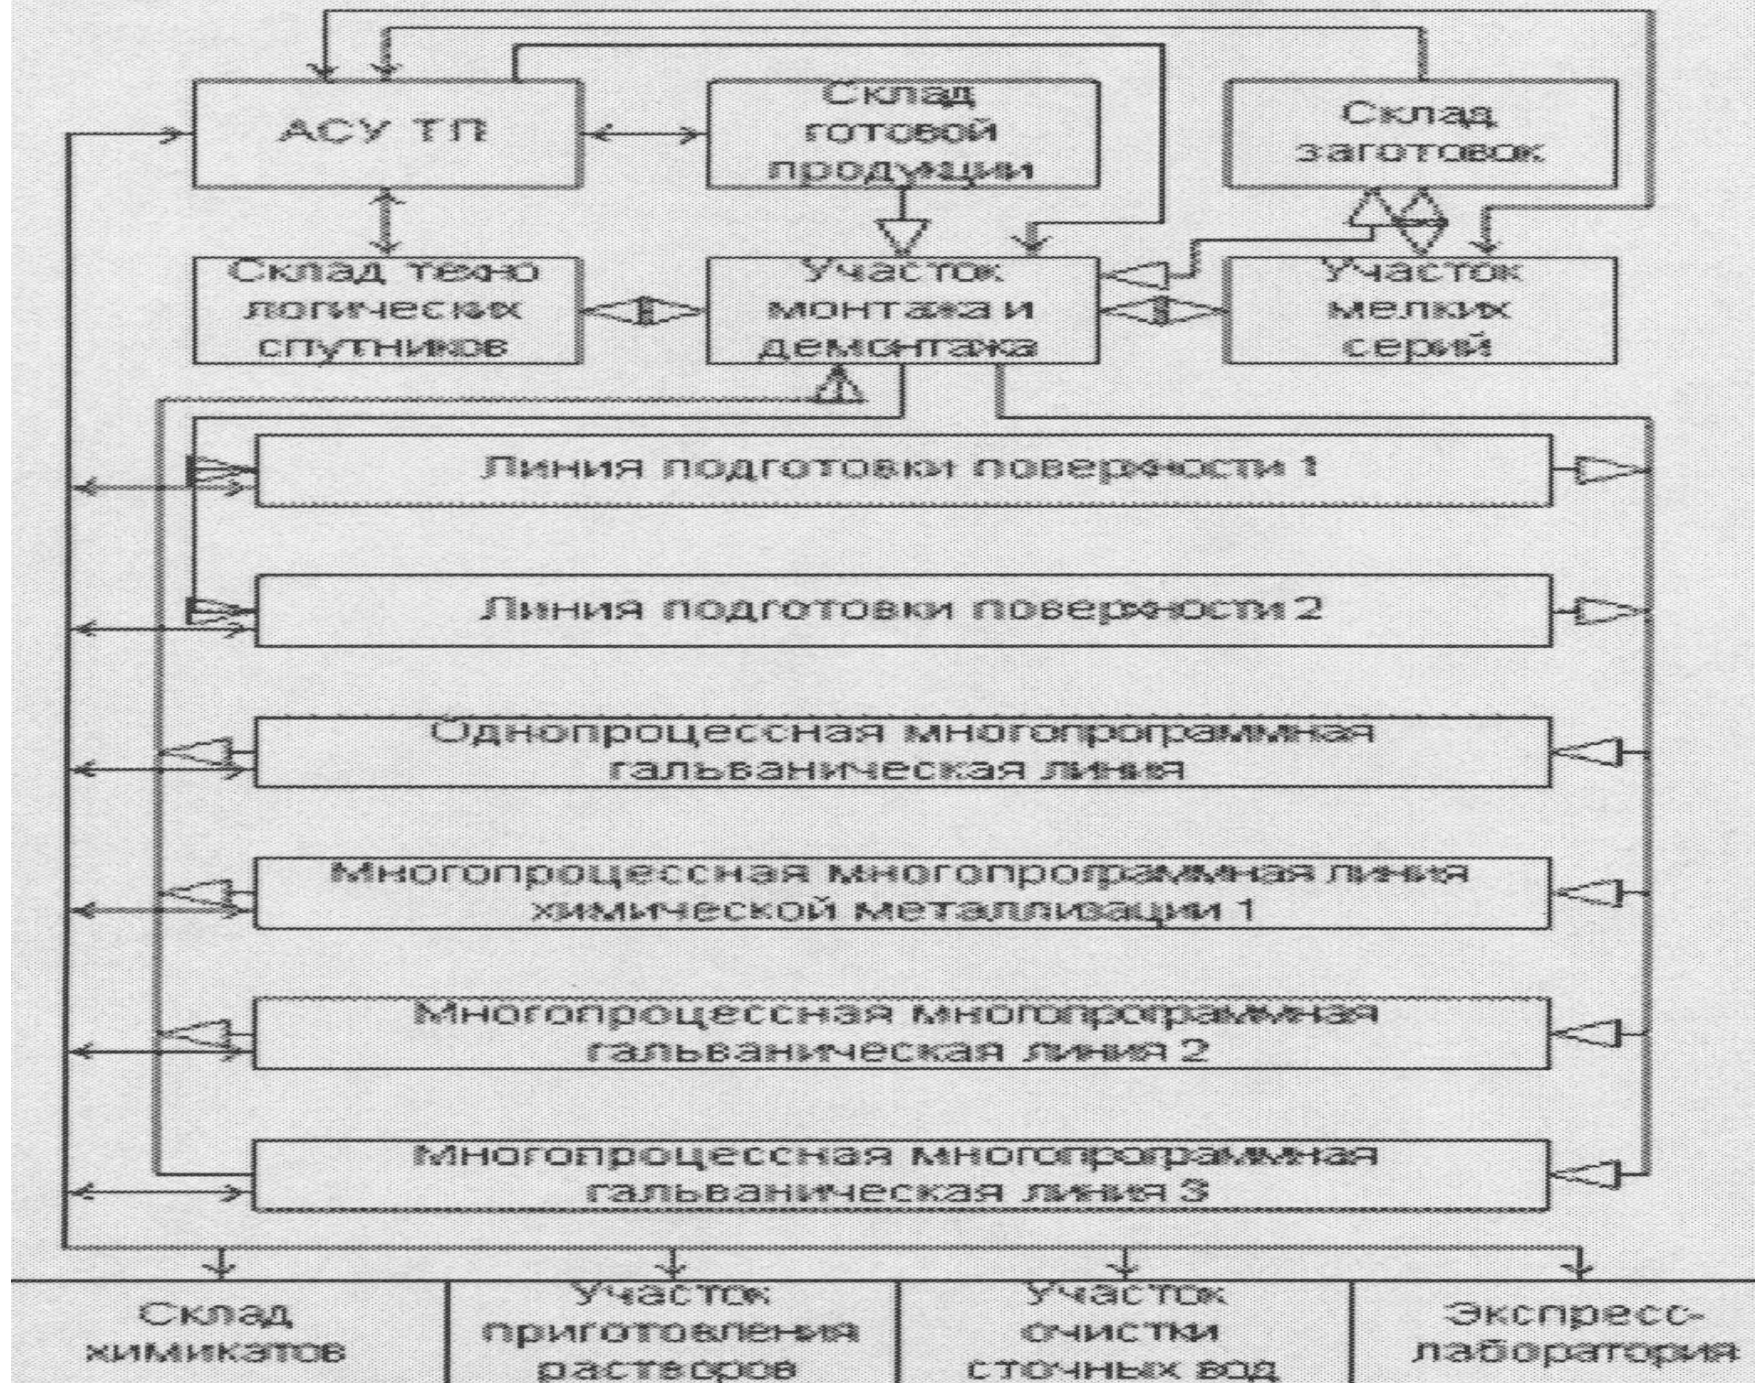 АСУ ТП
Склад
готовой
продукции
Склад
заготовок
Склад техно
логических
спутников
Участок
монтажа и
демонтажа
Участок
мелких
серий
Линия подготовки поверхности 1
Линия подготовки поверхности 2
Однопроцессная многопрограммная
гальваническая линия
Многопроцессная многопрограммная линия
химической металлизации 1
Многопроцессная многопрограммная
гальваническая линия 2
Многопроцессная многопрограммная
гальваническая линия 3
Склад
химикатов
Участок
приготовления
растворов
Участок
очистки
сточных вод
Экспресс-
лаборатория